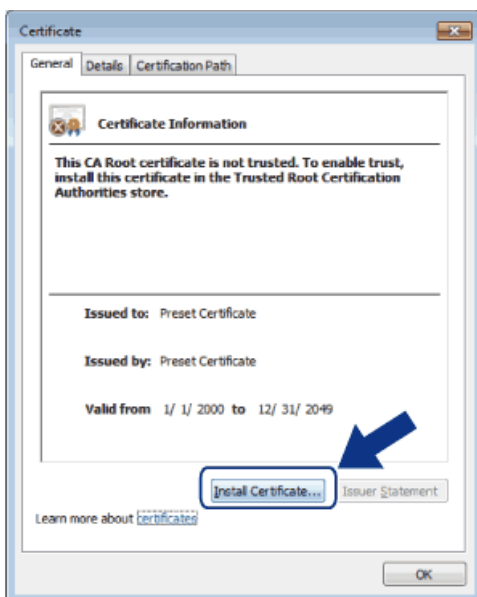 Certificate
General Details Certification Path
Certificate Information
This CA Root certificate is not trusted. To enable trust,
install this certificate in the Trusted Root Certification
Authorities store.
Issued to: Preset Certificate
Issued by: Preset Certificate
Valid from 1/ 1/ 2000 to 12/ 31/ 2049
Install Certificate... Issuer Statement
Learn more about certificates
OK